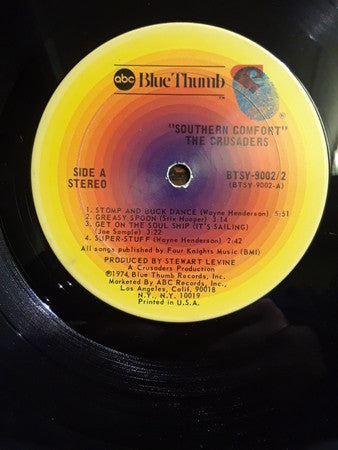 abc Blue Thumb
TM
"SOUTHERN COMFORT"
THE CRUSADERS
SIDE A
STEREO
BTSY-9002/2
(BTSY-9002-A)
1. STOMP AND BUCK DANCE (Wayne Henderson) 5:51
2. GREASY SPOON (Stix Hooper) 3:14
3. GET ON THE SOUL SHIP (IT'S SAILING)
(Joe Sample) 3:22
4. SUPER-STUFF (Wayne Henderson) 2:42
All songs published by Four Knights Music (BMI)
PRODUCED BY STEWART LEVINE
A Crusaders Production
℗1974 Blue Thumb Records, Inc.
Marketed By ABC Records, Inc.
Los Angeles, Calif. 90018
N.Y., N.Y. 10019
Printed in U.S.A.